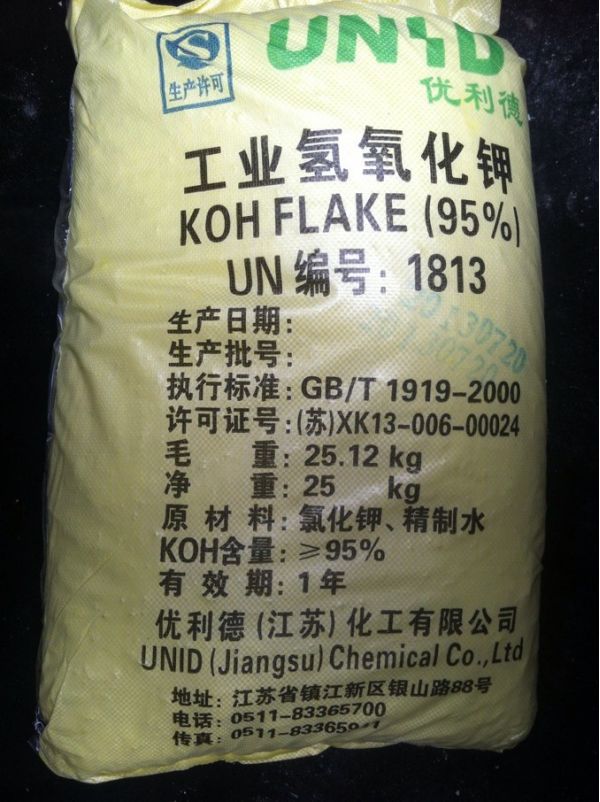 UNID
生产许可
优利德
工业氢氧化钾
KOH FLAKE (95%)
UN编号: 1813
生产日期:
20130720
生产批号:
20130720
执行标准: GB/T 1919-2000
许可证号:(苏)XK13-006-00024
毛 重: 25.12 kg
净 重: 25 kg
原 材 料: 氯化钾、精制水
KOH含量: ≥95%
有 效 期: 1年
优利德(江苏)化工有限公司
UNID (Jiangsu) Chemical Co.,Ltd
地址: 江苏省镇江新区银山路88号
电话: 0511-83365700
传真: